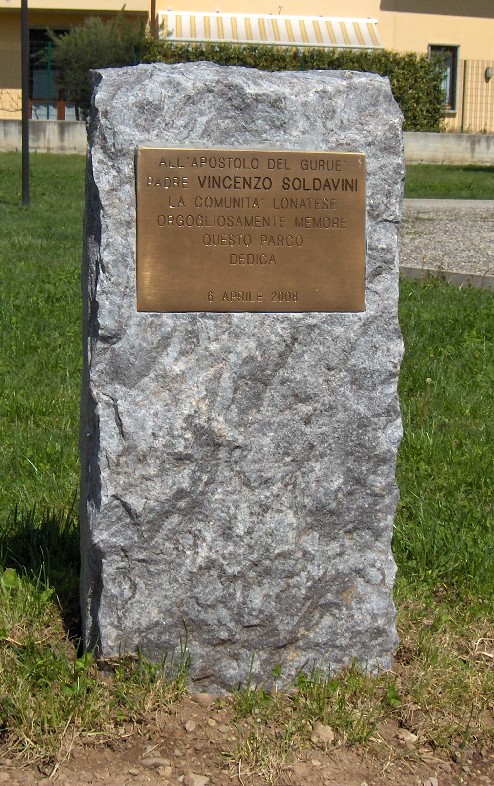 ALL'APOSTOLO DEL GURUE'
PADRE VINCENZO SOLDAVINI
LA COMUNITA' LONATESE
ORGOGLIOSAMENTE MEMORE
QUESTO PARCO
DEDICA
6 APRILE 2008